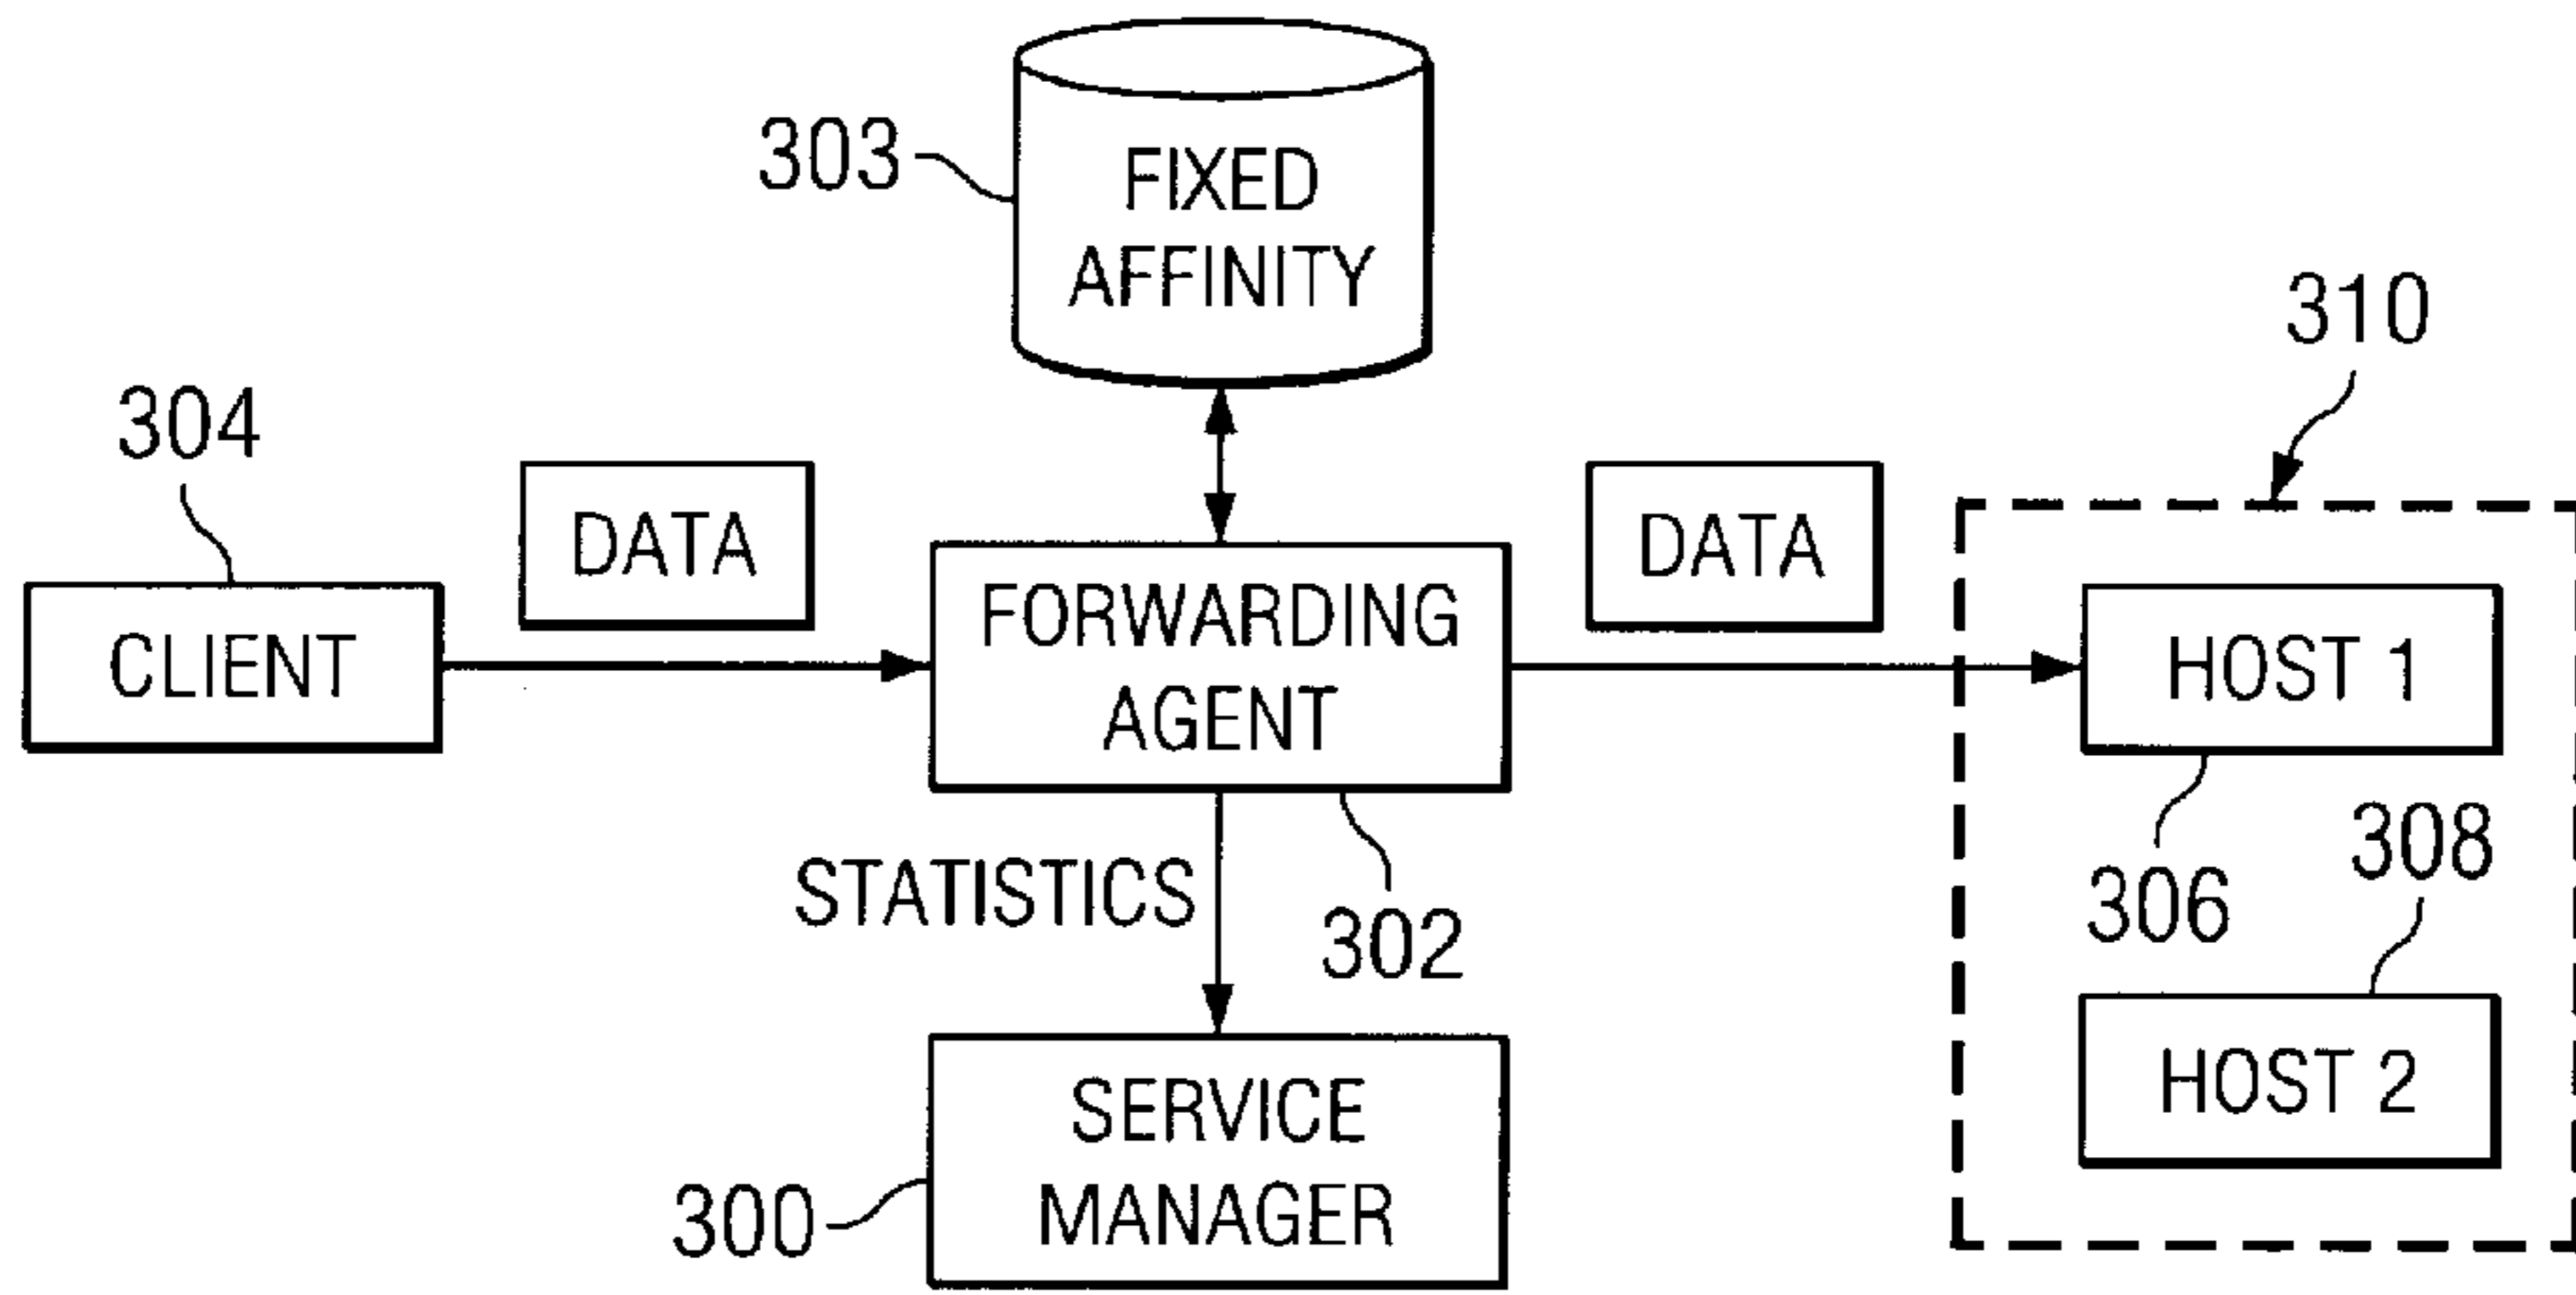 303
FIXED
AFFINITY
310
304
DATA
DATA
CLIENT
FORWARDING
AGENT
HOST 1
STATISTICS
302
306
308
SERVICE
MANAGER
300
HOST 2